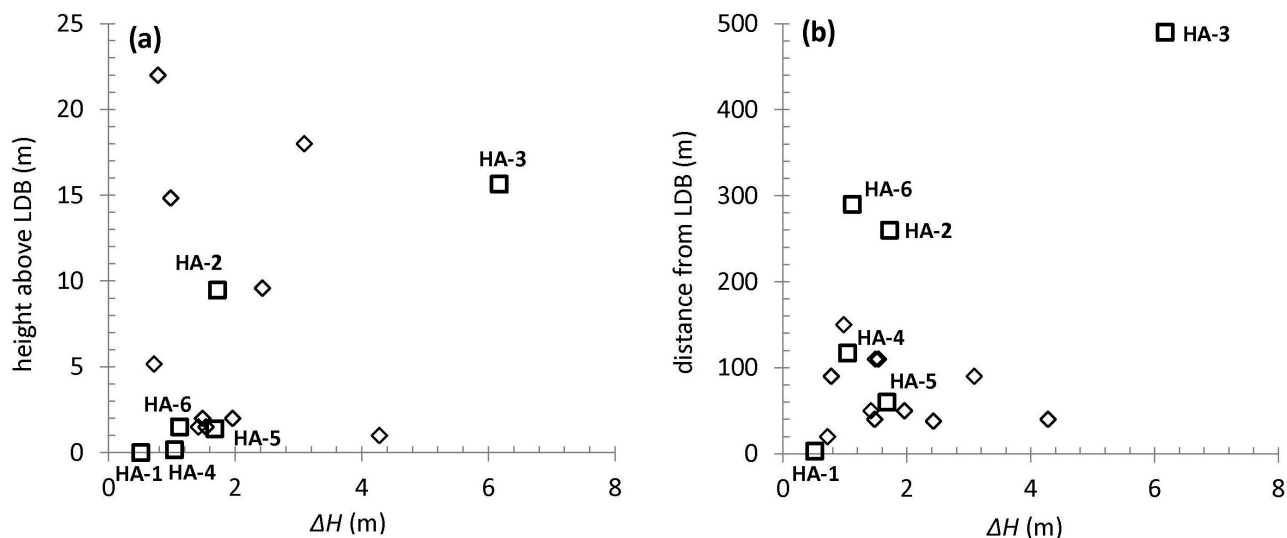 (a)
height above LDB (m)
25
20
15
10
5
0
HA-3
HA-2
HA-6
HA-5
HA-1
HA-4
0
2
4
6
8
ΔH (m)
(b)
distance from LDB (m)
500
400
300
200
100
0
HA-3
HA-6
HA-2
HA-4
HA-5
HA-1
0
2
4
6
8
ΔH (m)